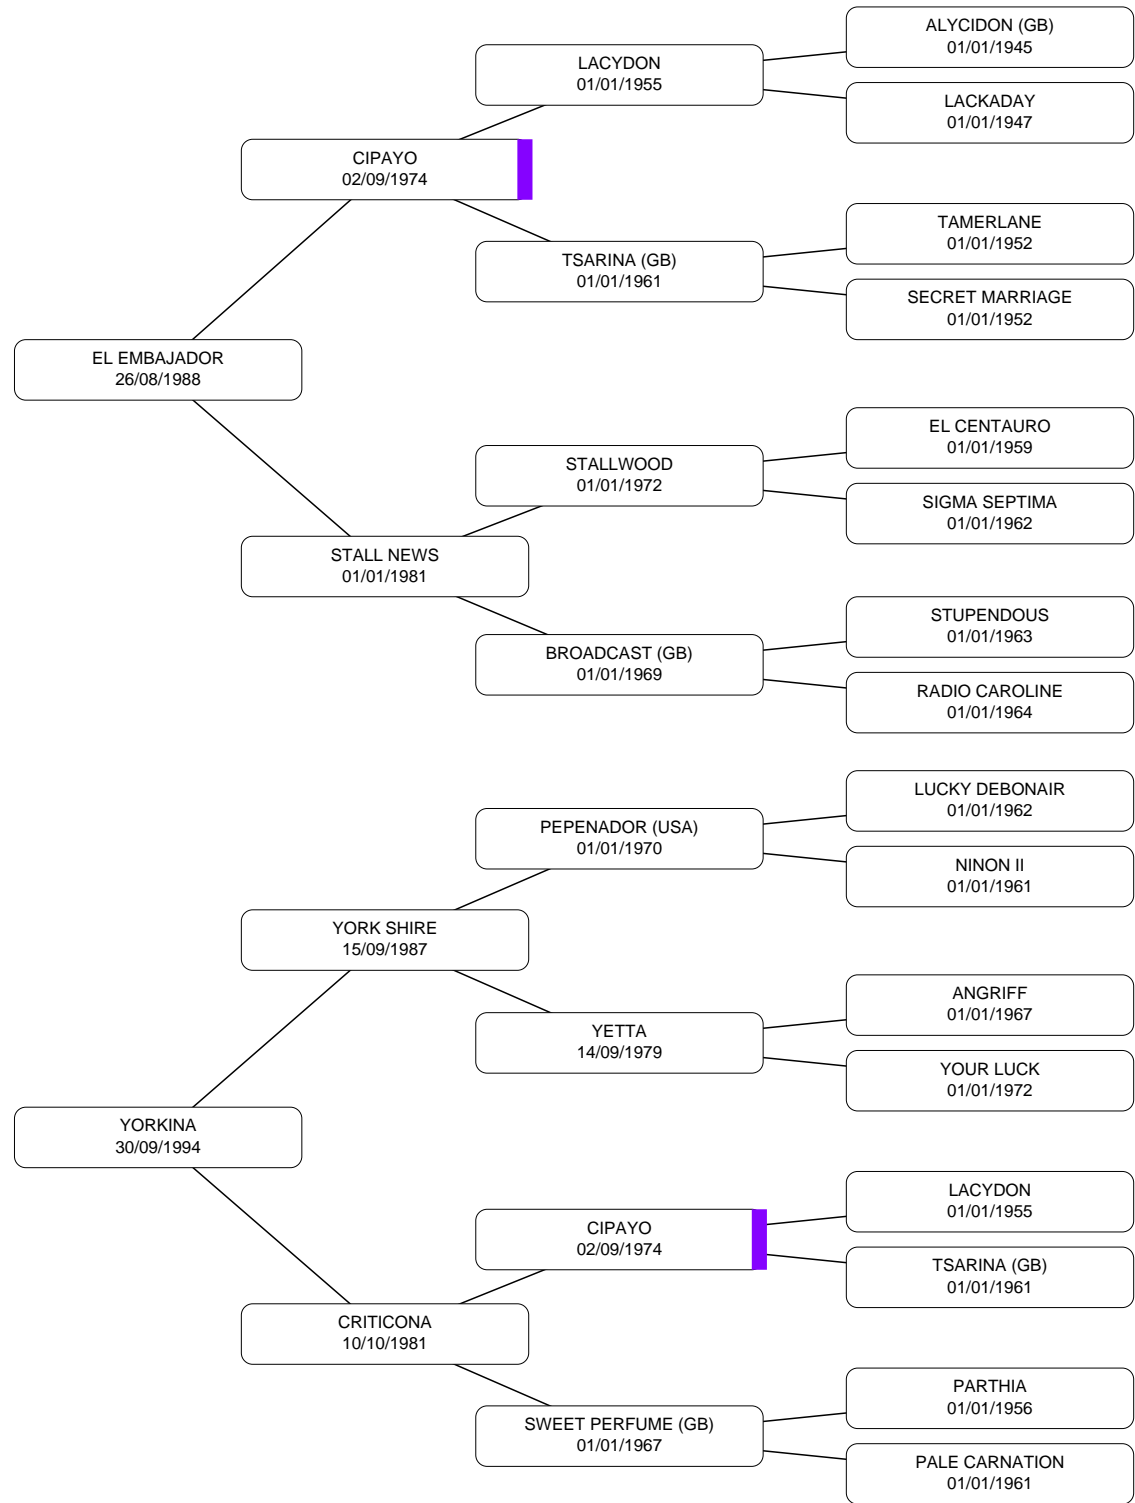 ALYCIDON (GB)
01/01/1945
LACYDON
01/01/1955
LACKADAY
01/01/1947
CIPAYO
02/09/1974
TAMERLANE
01/01/1952
TSARINA (GB)
01/01/1961
SECRET MARRIAGE
01/01/1952
EL EMBAJADOR
26/08/1988
EL CENTAURO
01/01/1959
STALLWOOD
01/01/1972
SIGMA SEPTIMA
01/01/1962
STALL NEWS
01/01/1981
STUPENDOUS
01/01/1963
BROADCAST (GB)
01/01/1969
RADIO CAROLINE
01/01/1964
LUCKY DEBONAIR
01/01/1962
PEPENADOR (USA)
01/01/1970
NINON II
01/01/1961
YORK SHIRE
15/09/1987
ANGRIFF
01/01/1967
YETTA
14/09/1979
YOUR LUCK
01/01/1972
YORKINA
30/09/1994
LACYDON
01/01/1955
CIPAYO
02/09/1974
TSARINA (GB)
01/01/1961
CRITICONA
10/10/1981
PARTHIA
01/01/1956
SWEET PERFUME (GB)
01/01/1967
PALE CARNATION
01/01/1961